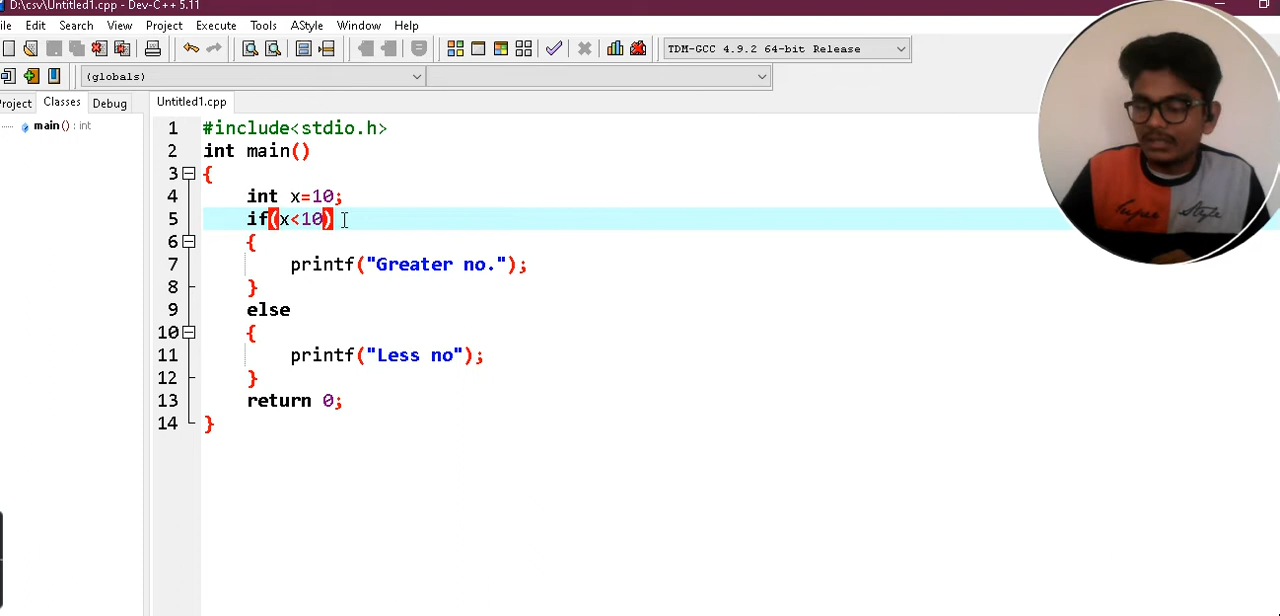 D:\csv\Untitled1.cpp - Dev-C++ 5.11
ile Edit Search View Project Execute Tools AStyle Window Help
TDM-GCC 4.9.2 64-bit Release
(globals)
Project Classes Debug Untitled1.cpp
main() : int
1 #include<stdio.h>
2 int main()
3 {
4 int x=10;
5 if(x<10)
6 {
7 printf("Greater no.");
8 }
9 else
10 {
11 printf("Less no");
12 }
13 return 0;
14 }
Style